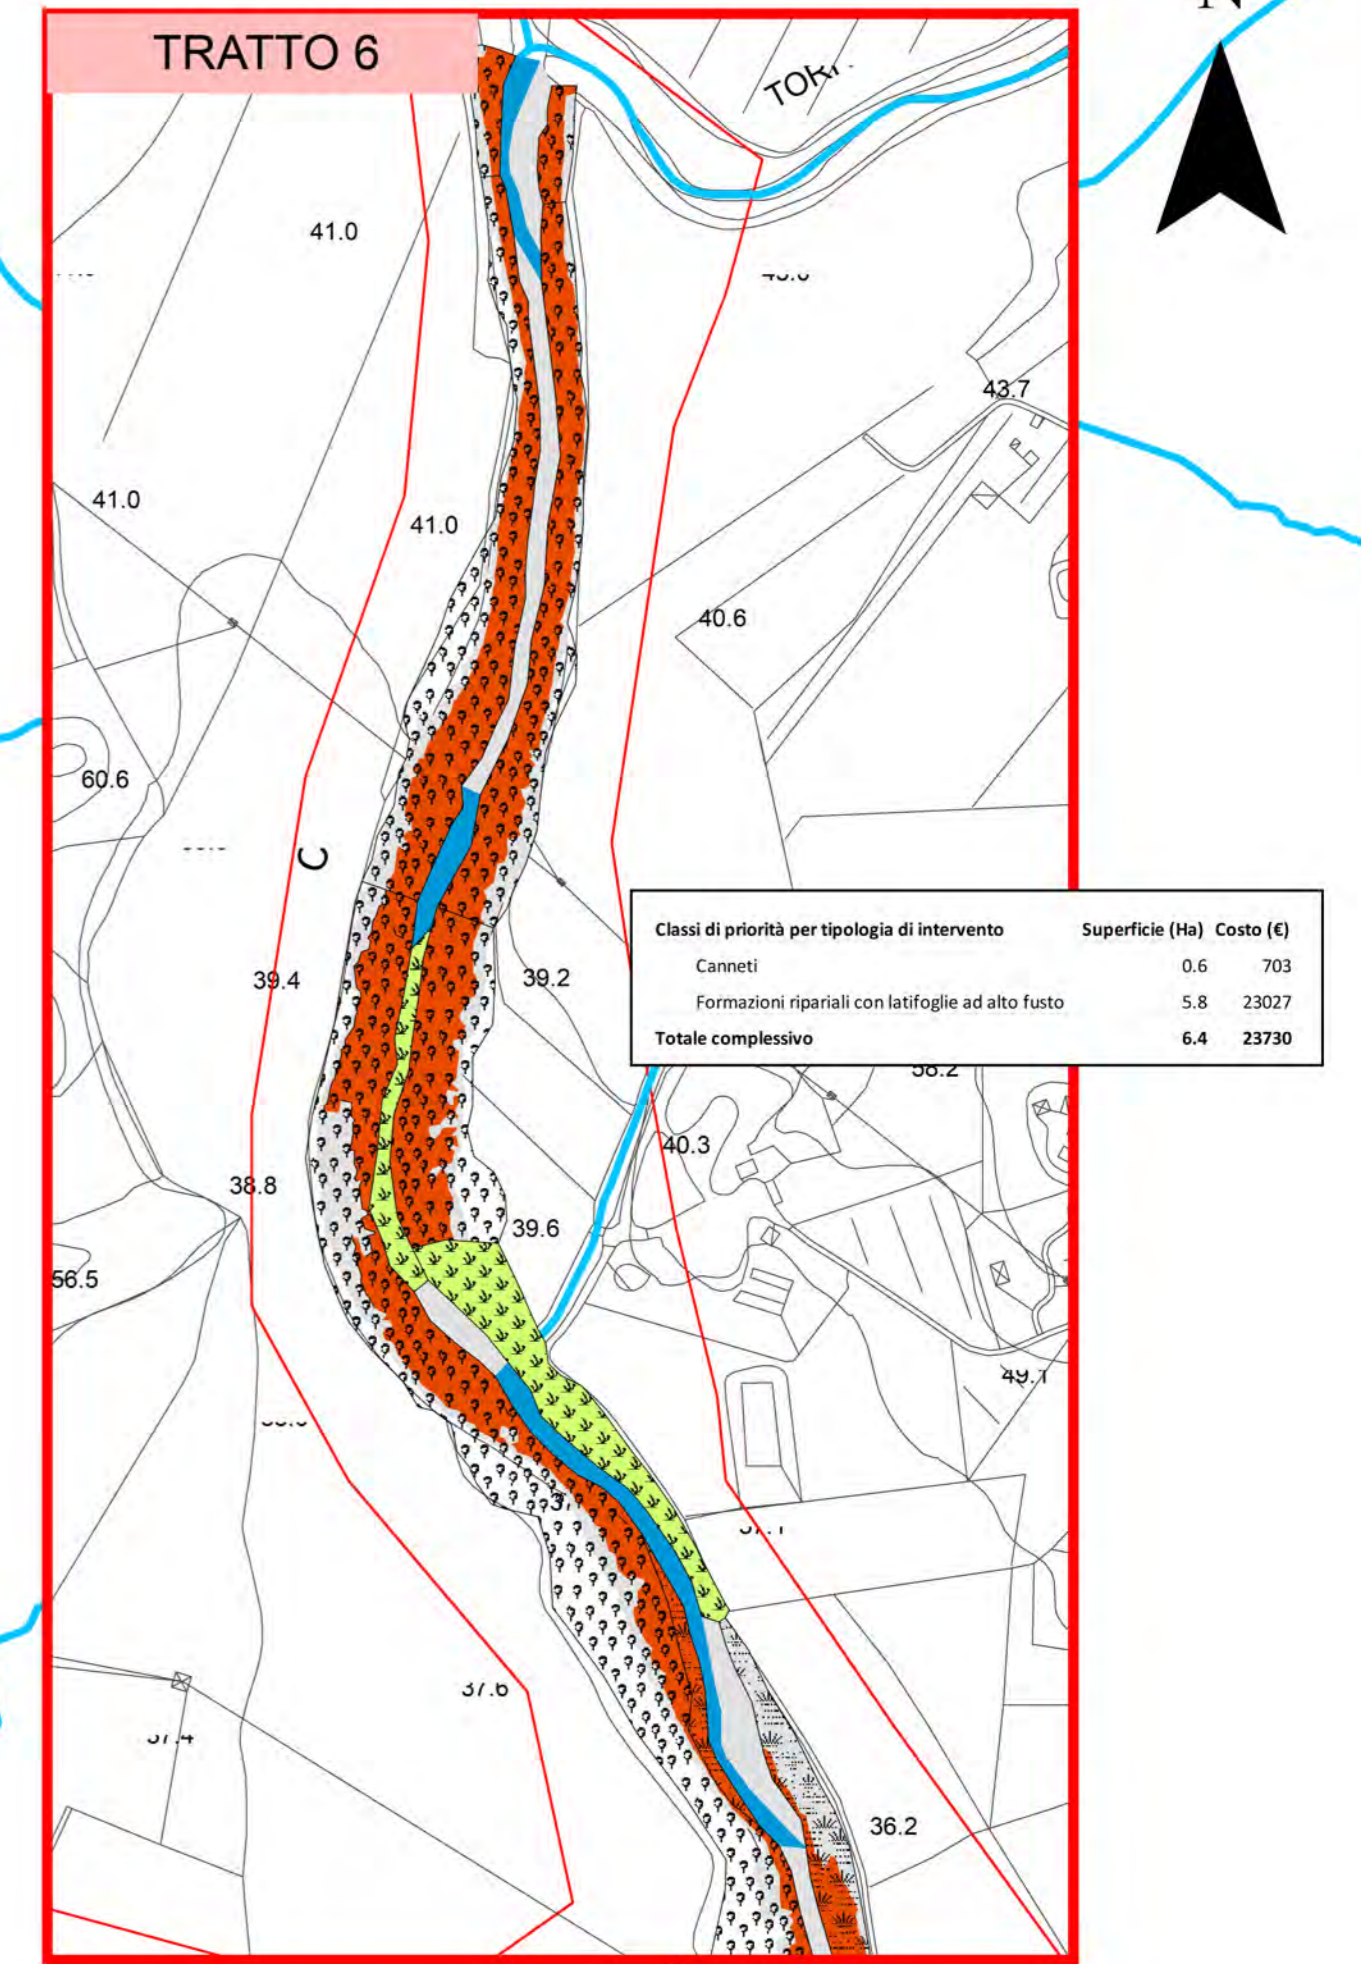 N
TRATTO 6
41.0
43.7
41.0
41.0
40.6
60.6
C
39.4
39.2
Classi di priorità per tipologia di intervento Superficie (Ha) Costo (€)
Canneti 0.6 703
Formazioni ripariali con latifoglie ad alto fusto 5.8 23027
Totale complessivo 6.4 23730
40.3
38.8
39.6
56.5
49.1
37.6
36.2